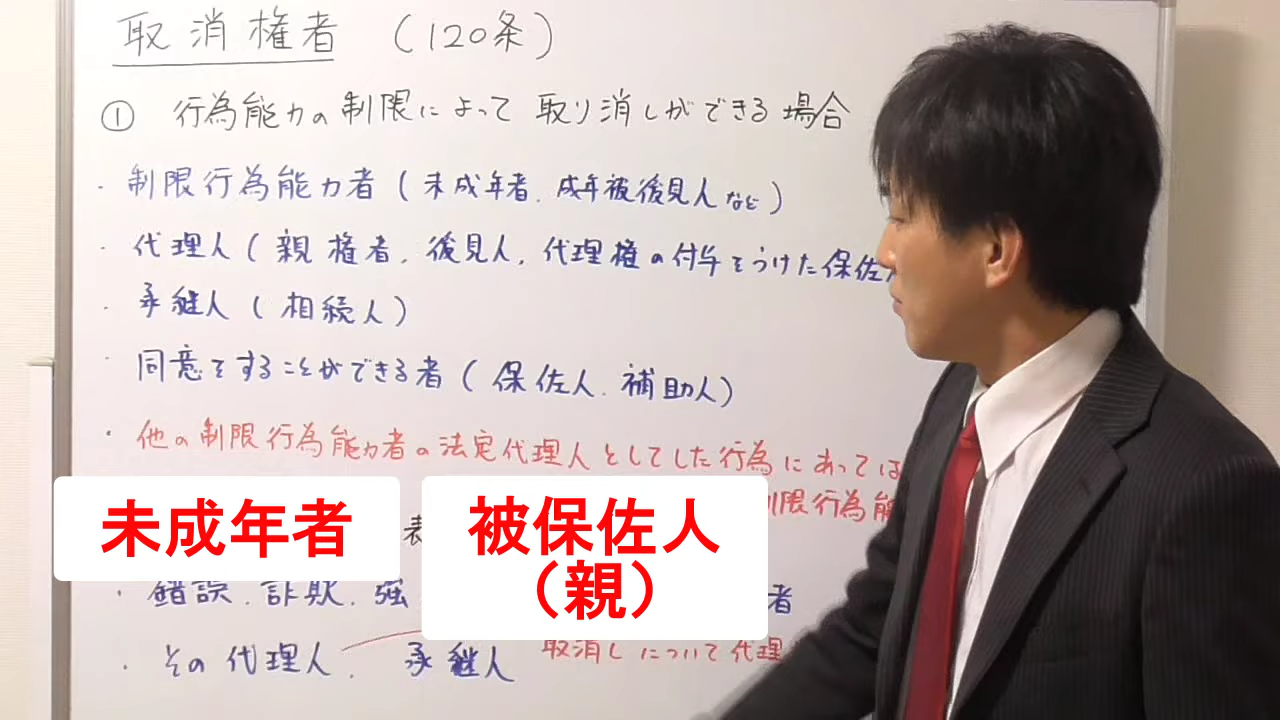 取消権者 (120条)
① 行為能力の制限によって取り消しができる場合
・制限行為能力者(未成年者、成年被後見人など)
・代理人(親権者、後見人、代理権の付与をうけた保佐
・承継人(相続人)
・同意をすることができる者(保佐人、補助人)
・他の制限行為能力者の法定代理人としてした行為にあっては
制限行為能
未成年者
被保佐人
(親)
表
・錯誤、詐欺、強
者
・その代理人、承継人
取消しについて代理